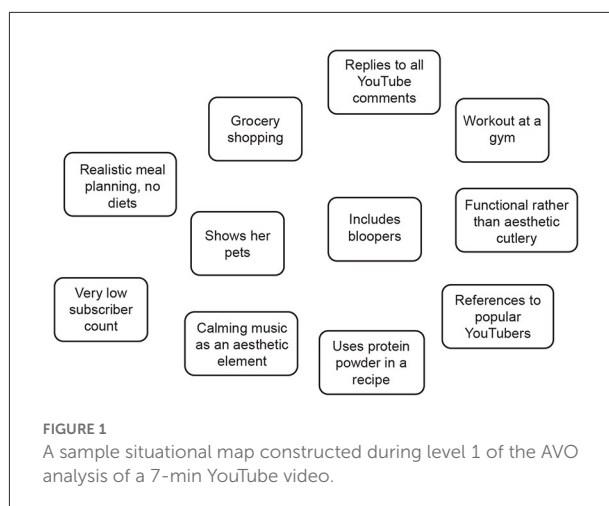 Replies to all
YouTube
comments
Grocery
shopping
Workout at a
gym
Realistic meal
planning, no
diets
Shows her
pets
Includes
bloopers
Functional rather
than aesthetic
cutlery
Very low
subscriber
count
Calming music
as an aesthetic
element
Uses protein
powder in a
recipe
References to
popular
YouTubers
FIGURE 1
A sample situational map constructed during level 1 of the AVO
analysis of a 7-min YouTube video.